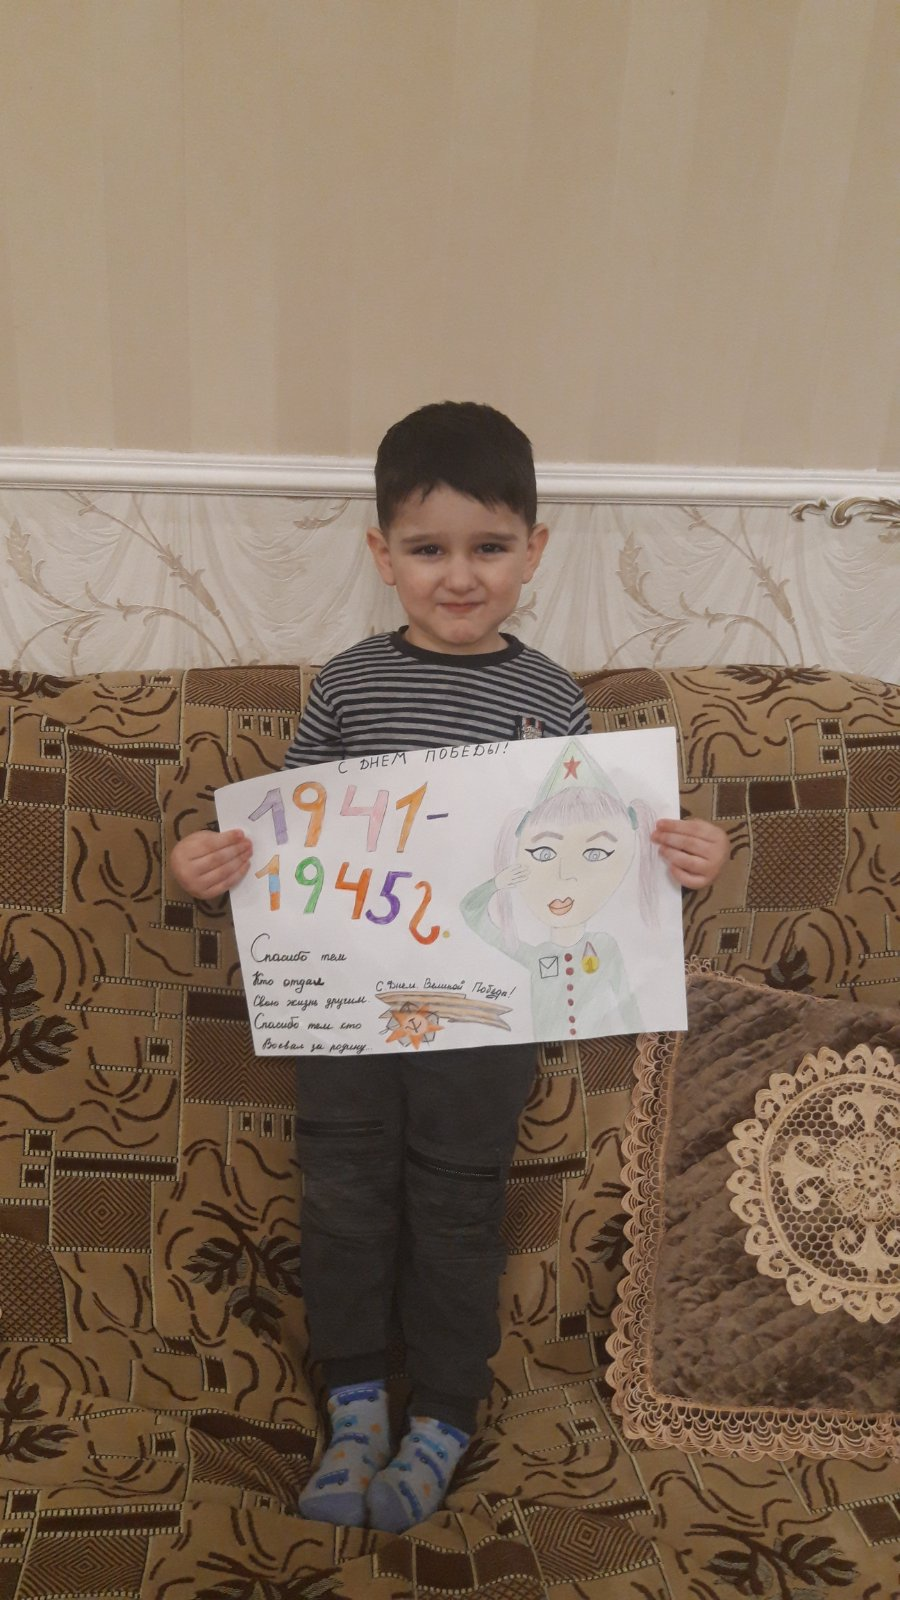 С ДНЕМ ПОБЕДЫ!
1941-
1945г.
Спасибо тем
Кто отдал
Свою жизнь другим
Спасибо тем кто
Воевал за родину...
С Днем Великой Победы!
1